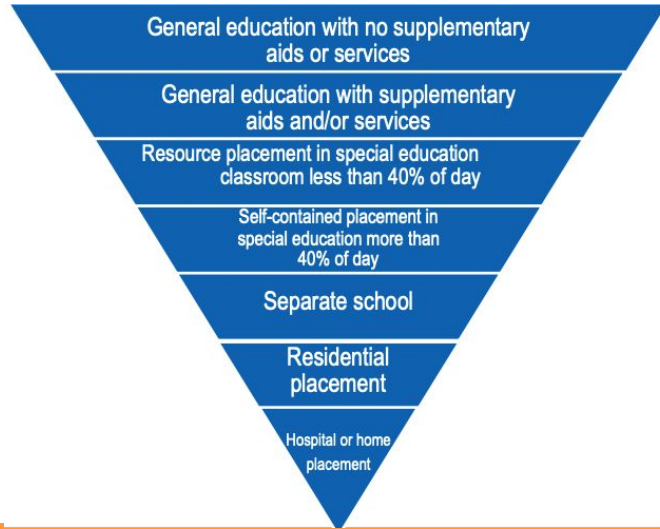 General education with no supplementary
aids or services
General education with supplementary
aids and/or services
Resource placement in special education
classroom less than 40% of day
Self-contained placement in
special education more than
40% of day
Separate school
Residential
placement
Hospital or home
placement